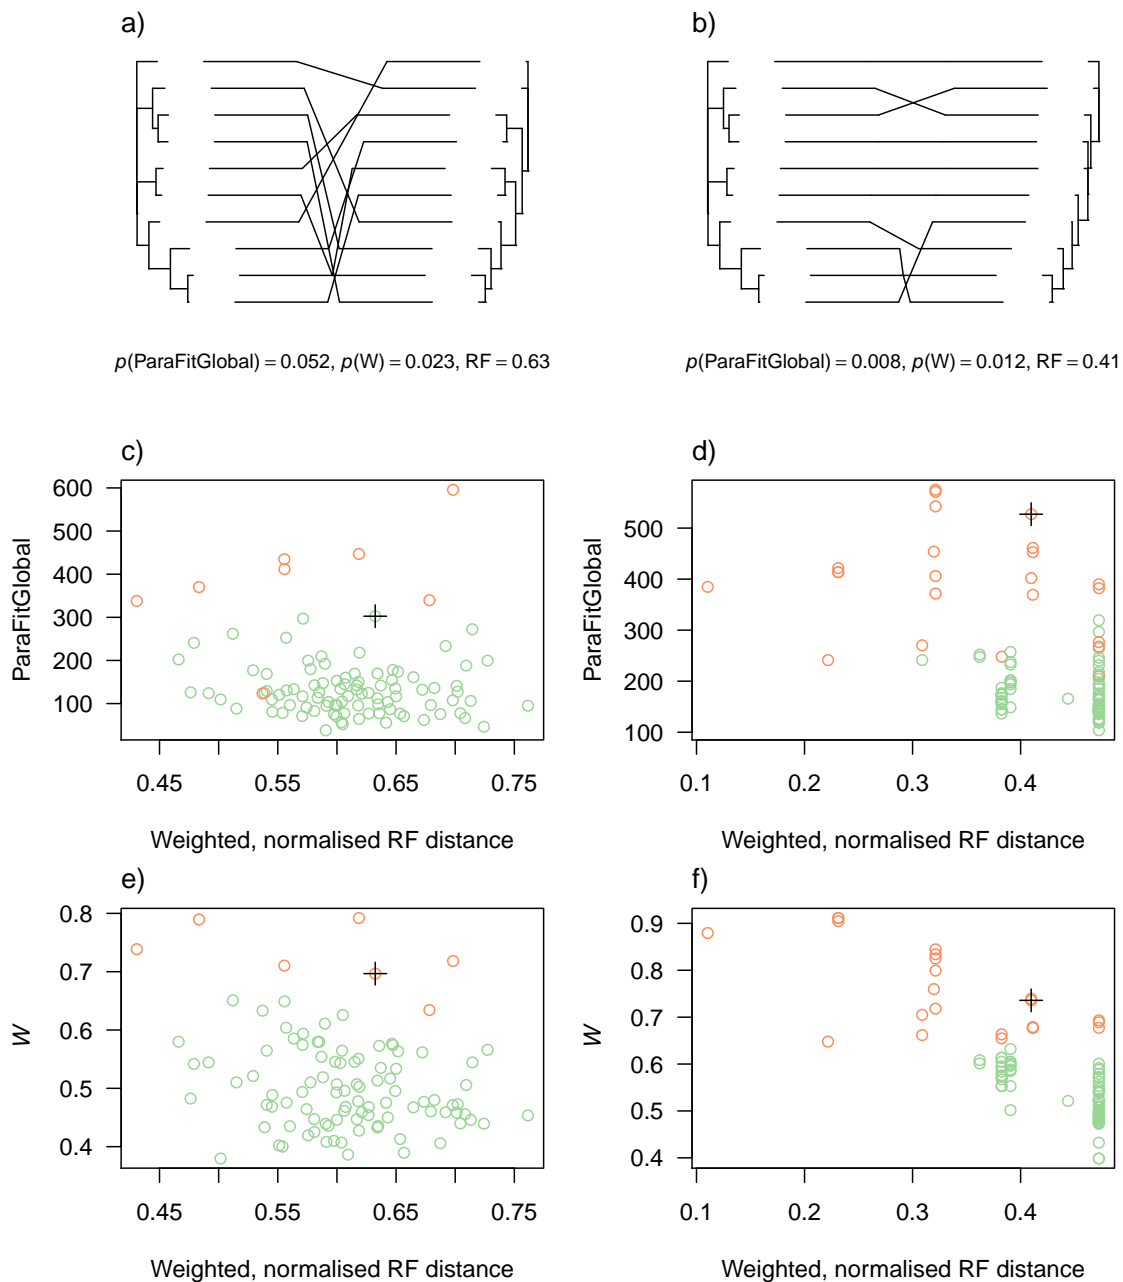 a)
b)
p(ParaFitGlobal) = 0.052, p(W) = 0.023, RF = 0.63
p(ParaFitGlobal) = 0.008, p(W) = 0.012, RF = 0.41
c)
ParaFitGlobal
600
500
400
300
200
100
0.45
0.55
0.65
0.75
Weighted, normalised RF distance
d)
ParaFitGlobal
500
400
300
200
100
0.1
0.2
0.3
0.4
Weighted, normalised RF distance
e)
W
0.8
0.7
0.6
0.5
0.4
0.45
0.55
0.65
0.75
Weighted, normalised RF distance
f)
W
0.9
0.8
0.7
0.6
0.5
0.4
0.1
0.2
0.3
0.4
Weighted, normalised RF distance